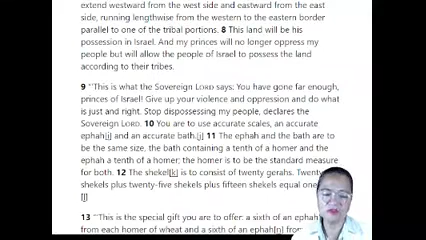 extend westward from the west side and eastward from the east
side, running lengthwise from the western to the eastern border
parallel to one of the tribal portions. 8 This land will be his
possession in Israel. And my princes will no longer oppress my
people but will allow the people of Israel to possess the land
according to their tribes.
9 “‘This is what the Sovereign LORD says: You have gone far enough,
princes of Israel! Give up your violence and oppression and do what
is just and right. Stop dispossessing my people, declares the
Sovereign LORD. 10 You are to use accurate scales, an accurate
ephah[i] and an accurate bath.[j] 11 The ephah and the bath are to
be the same size, the bath containing a tenth of a homer and the
ephah a tenth of a homer; the homer is to be the standard measure
for both. 12 The shekel[k] is to consist of twenty gerahs. Twenty
shekels plus twenty-five shekels plus fifteen shekels equal one
[l]
13 “‘This is the special gift you are to offer: a sixth of an ephah
from each homer of wheat and a sixth of an ephah[n] from